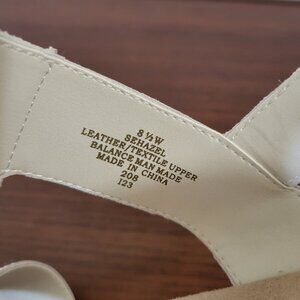 8 ½ W
SEHAZEL
LEATHER/TEXTILE UPPER
BALANCE MAN MADE
MADE IN CHINA
208
123